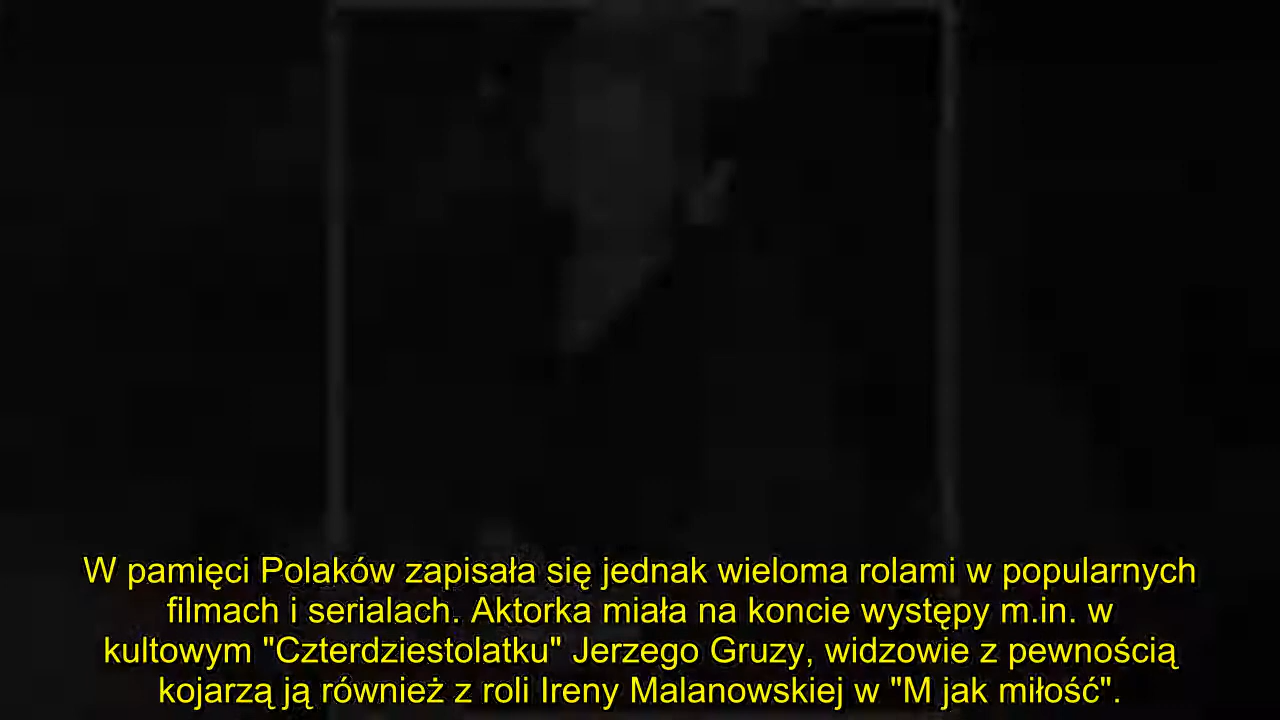 W pamięci Polaków zapisała się jednak wieloma rolami w popularnych
filmach i serialach. Aktorka miała na koncie występy m.in. w
kultowym "Czterdziestolatku" Jerzego Gruzy, widzowie z pewnością
kojarzą ją również z roli Ireny Malanowskiej w "M jak miłość".